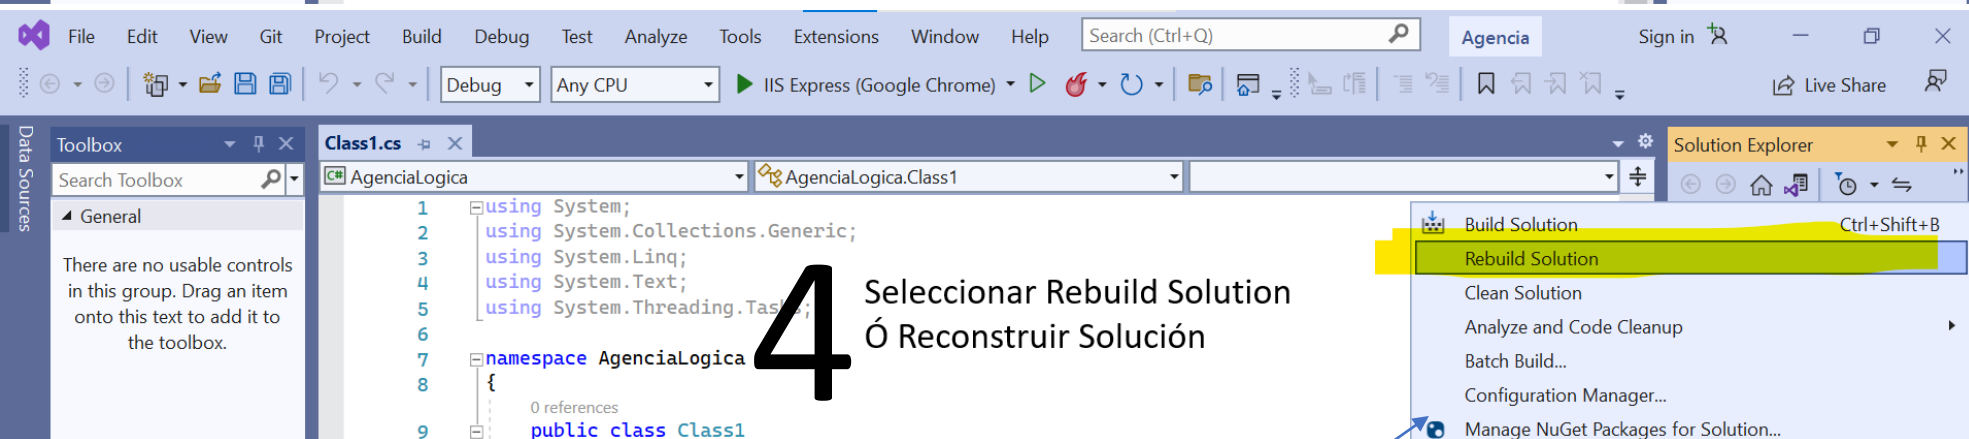 File Edit View Git Project Build Debug Test Analyze Tools Extensions Window Help Search (Ctrl+Q) Agencia Sign in
Debug Any CPU IIS Express (Google Chrome) Live Share
Data Sources
Toolbox
Search Toolbox
General
There are no usable controls
in this group. Drag an item
onto this text to add it to
the toolbox.
Class1.cs
C# AgenciaLogica AgenciaLogica.Class1
1 using System;
2 using System.Collections.Generic;
3 using System.Linq;
4 using System.Text;
5 using System.Threading.Tasks;
6
7 namespace AgenciaLogica
8 {
0 references
9 public class Class1
4
Seleccionar Rebuild Solution
Ó Reconstruir Solución
Solution Explorer
Build Solution Ctrl+Shift+B
Rebuild Solution
Clean Solution
Analyze and Code Cleanup
Batch Build...
Configuration Manager...
Manage NuGet Packages for Solution...